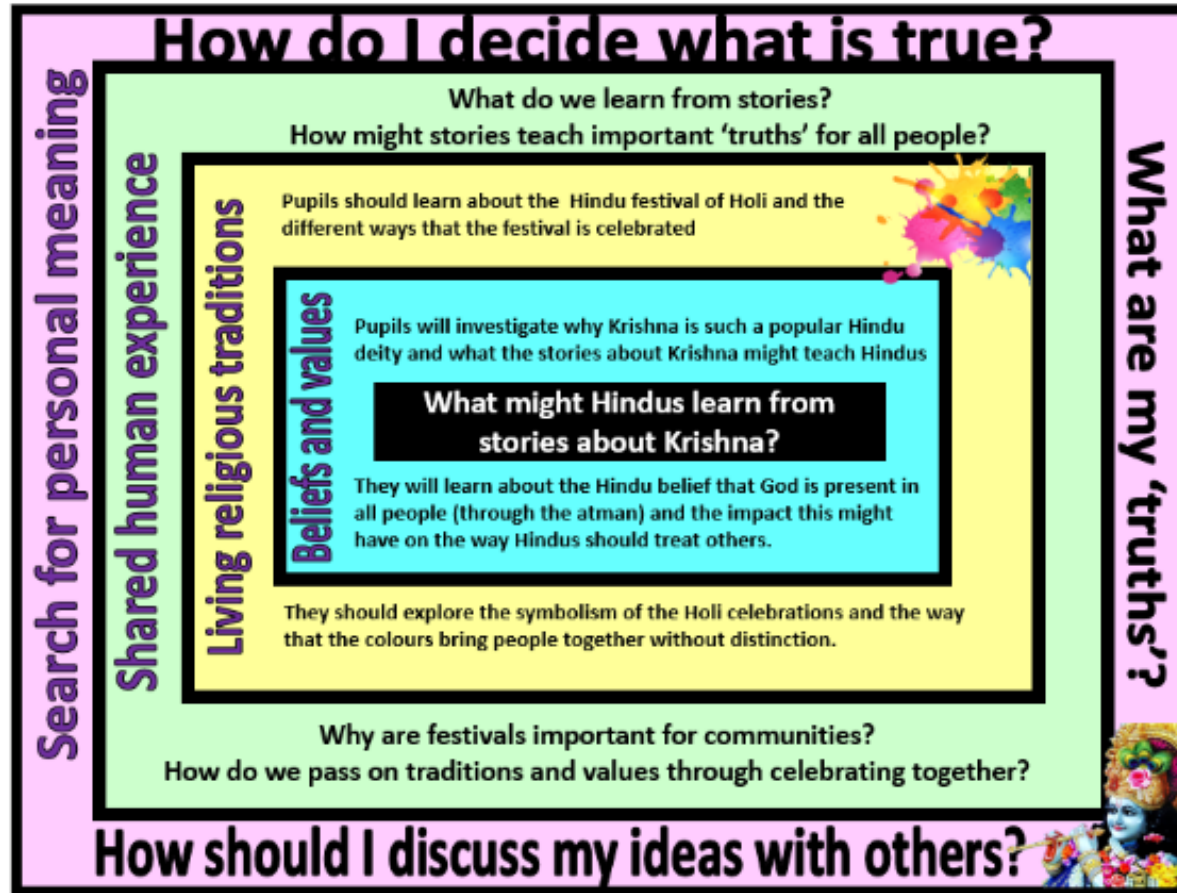 How do I decide what is true?
Search for personal meaning
What are my 'truths'?
Shared human experience
What do we learn from stories?
How might stories teach important 'truths' for all people?
Living religious traditions
Pupils should learn about the  Hindu festival of Holi and the
different ways that the festival is celebrated
Beliefs and values
Pupils will investigate why Krishna is such a popular Hindu
deity and what the stories about Krishna might teach Hindus
What might Hindus learn from
stories about Krishna?
They will learn about the Hindu belief that God is present in
all people (through the atman) and the impact this might
have on the way Hindus should treat others.
They should explore the symbolism of the Holi celebrations and the way
that the colours bring people together without distinction.
Why are festivals important for communities?
How do we pass on traditions and values through celebrating together?
How should I discuss my ideas with others?